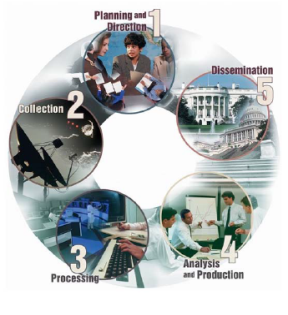 Planning and
Direction
1
Collection
2
3
Processing
4
Analysis
and Production
Dissemination
5